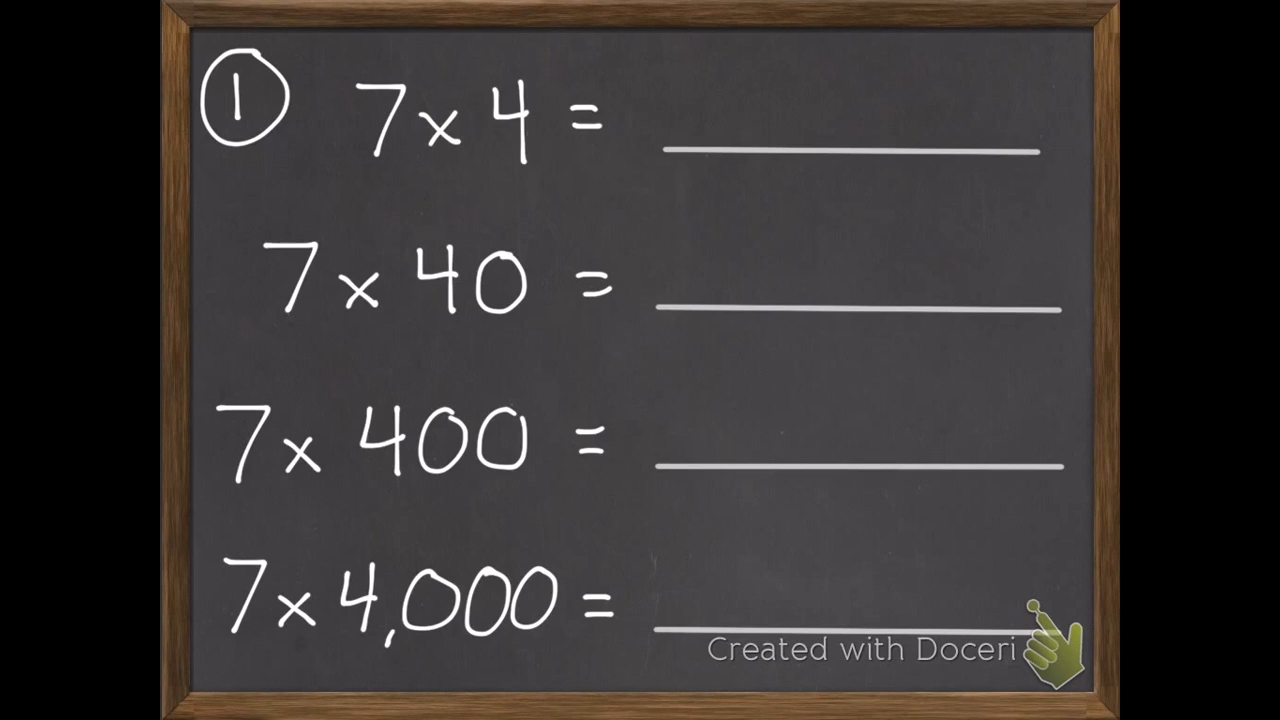 1 7 x 4 =
7 x 40 =
7 x 400 =
7 x 4,000 =
Created with Doceri